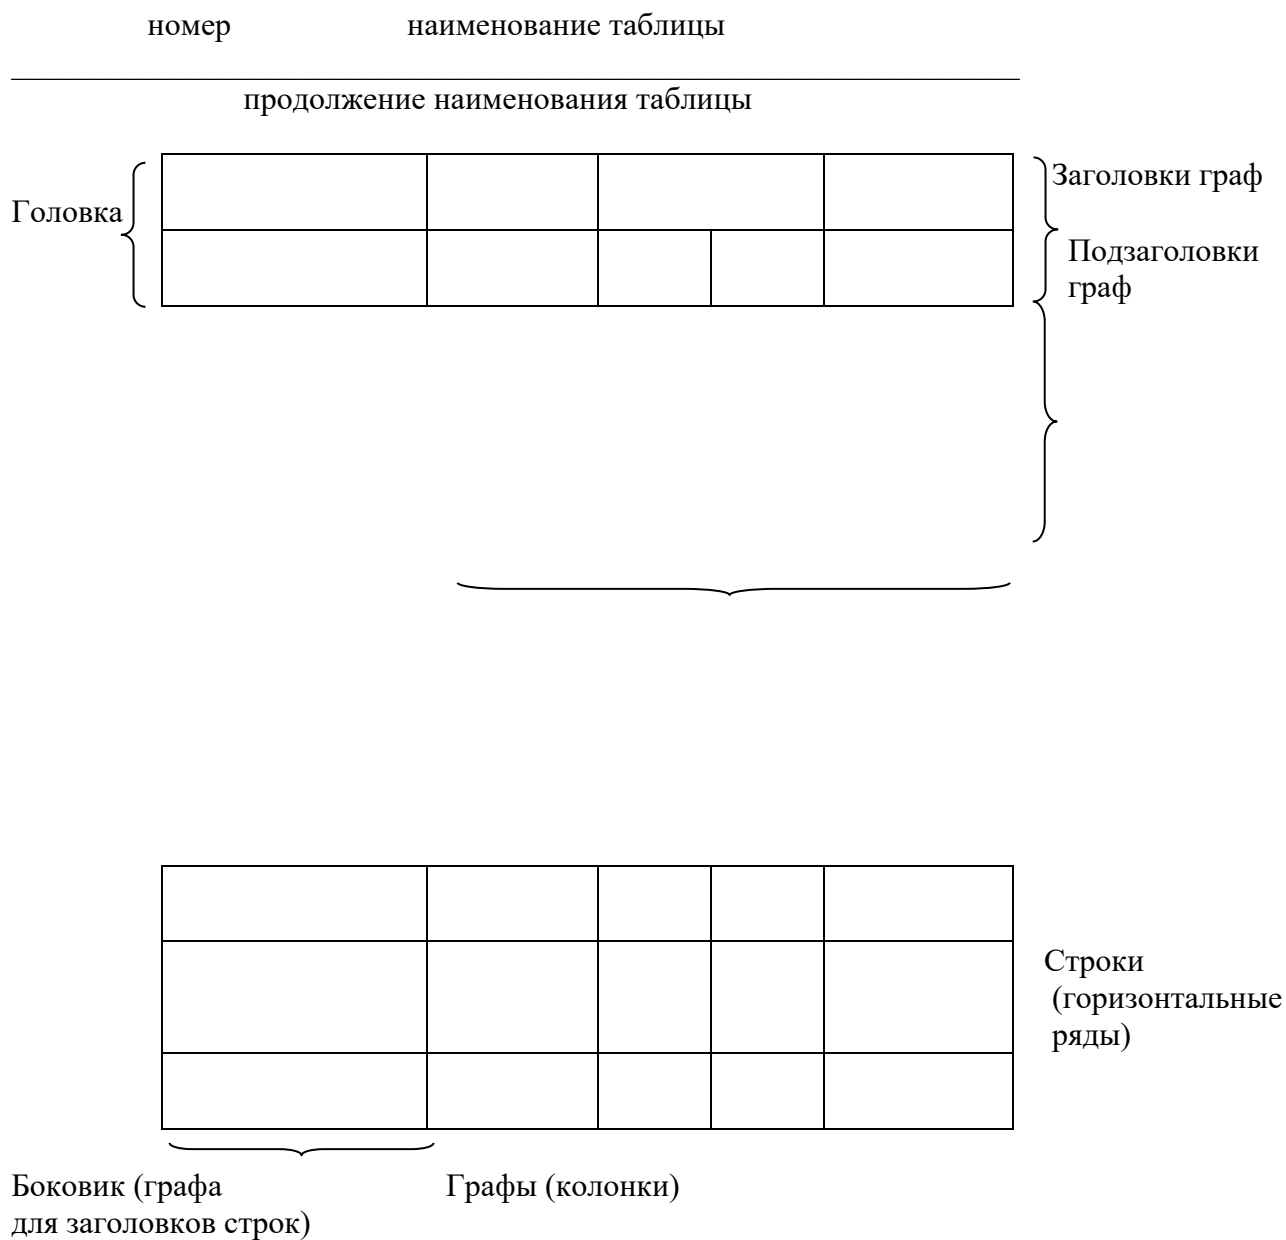 номер наименование таблицы
продолжение наименования таблицы
Заголовки граф
Головка
Подзаголовки
граф
Строки
(горизонтальные
ряды)
Боковик (графа
для заголовков строк)
Графы (колонки)